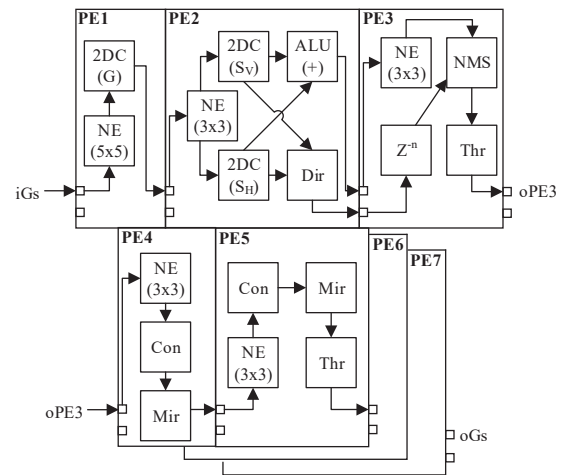 PE1
2DC
(G)
NE
(5x5)
iGs
PE2
NE
(3x3)
2DC
(SV)
2DC
(SH)
ALU
(+)
Dir
PE3
NE
(3x3)
NMS
Z-n
Thr
oPE3
PE4
NE
(3x3)
Con
Mir
oPE3
PE5
Con
NE
(3x3)
Mir
Thr
PE6
PE7
oGs